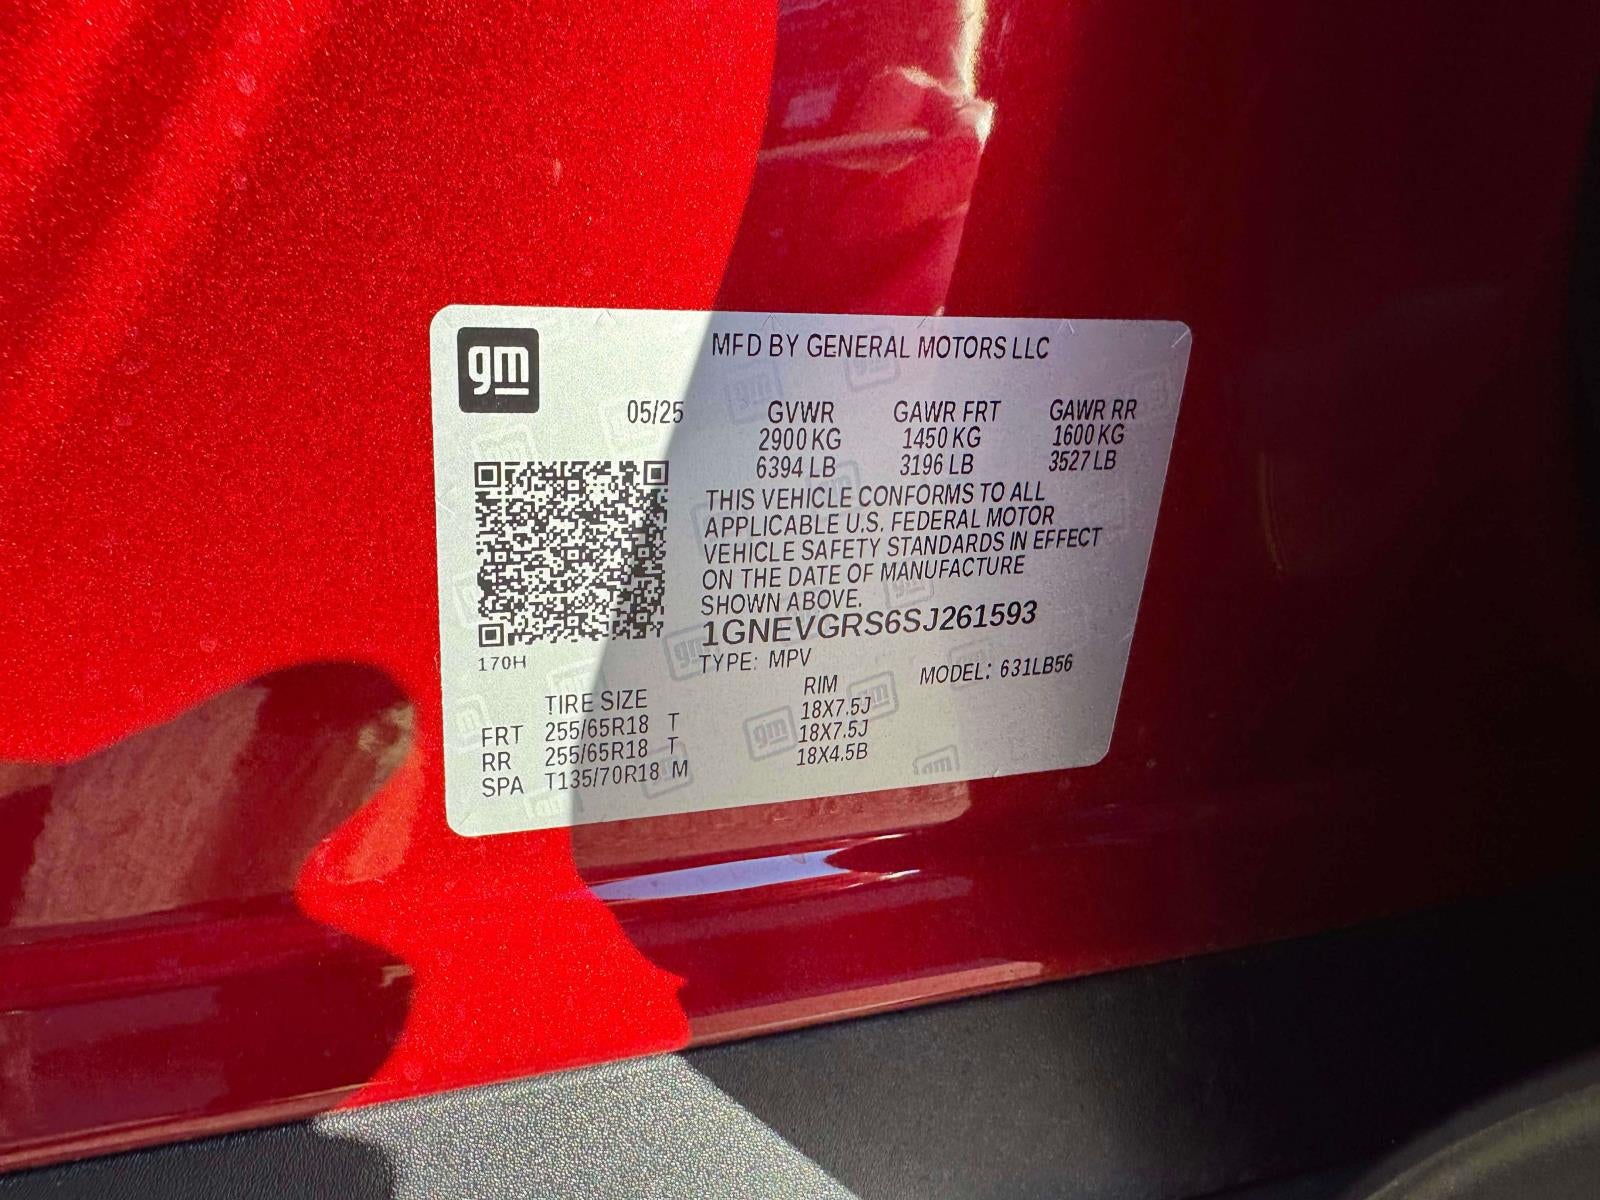 gm
MFD BY GENERAL MOTORS LLC
05/25 GVWR GAWR FRT GAWR RR
2900 KG 1450 KG 1600 KG
6394 LB 3196 LB 3527 LB
THIS VEHICLE CONFORMS TO ALL
APPLICABLE U.S. FEDERAL MOTOR
VEHICLE SAFETY STANDARDS IN EFFECT
ON THE DATE OF MANUFACTURE
SHOWN ABOVE.
1GNEVGRS6SJ261593
170H
TYPE: MPV MODEL: 631LB56
TIRE SIZE RIM
FRT 255/65R18 T 18X7.5J
RR 255/65R18 T 18X7.5J
SPA T135/70R18 M 18X4.5B